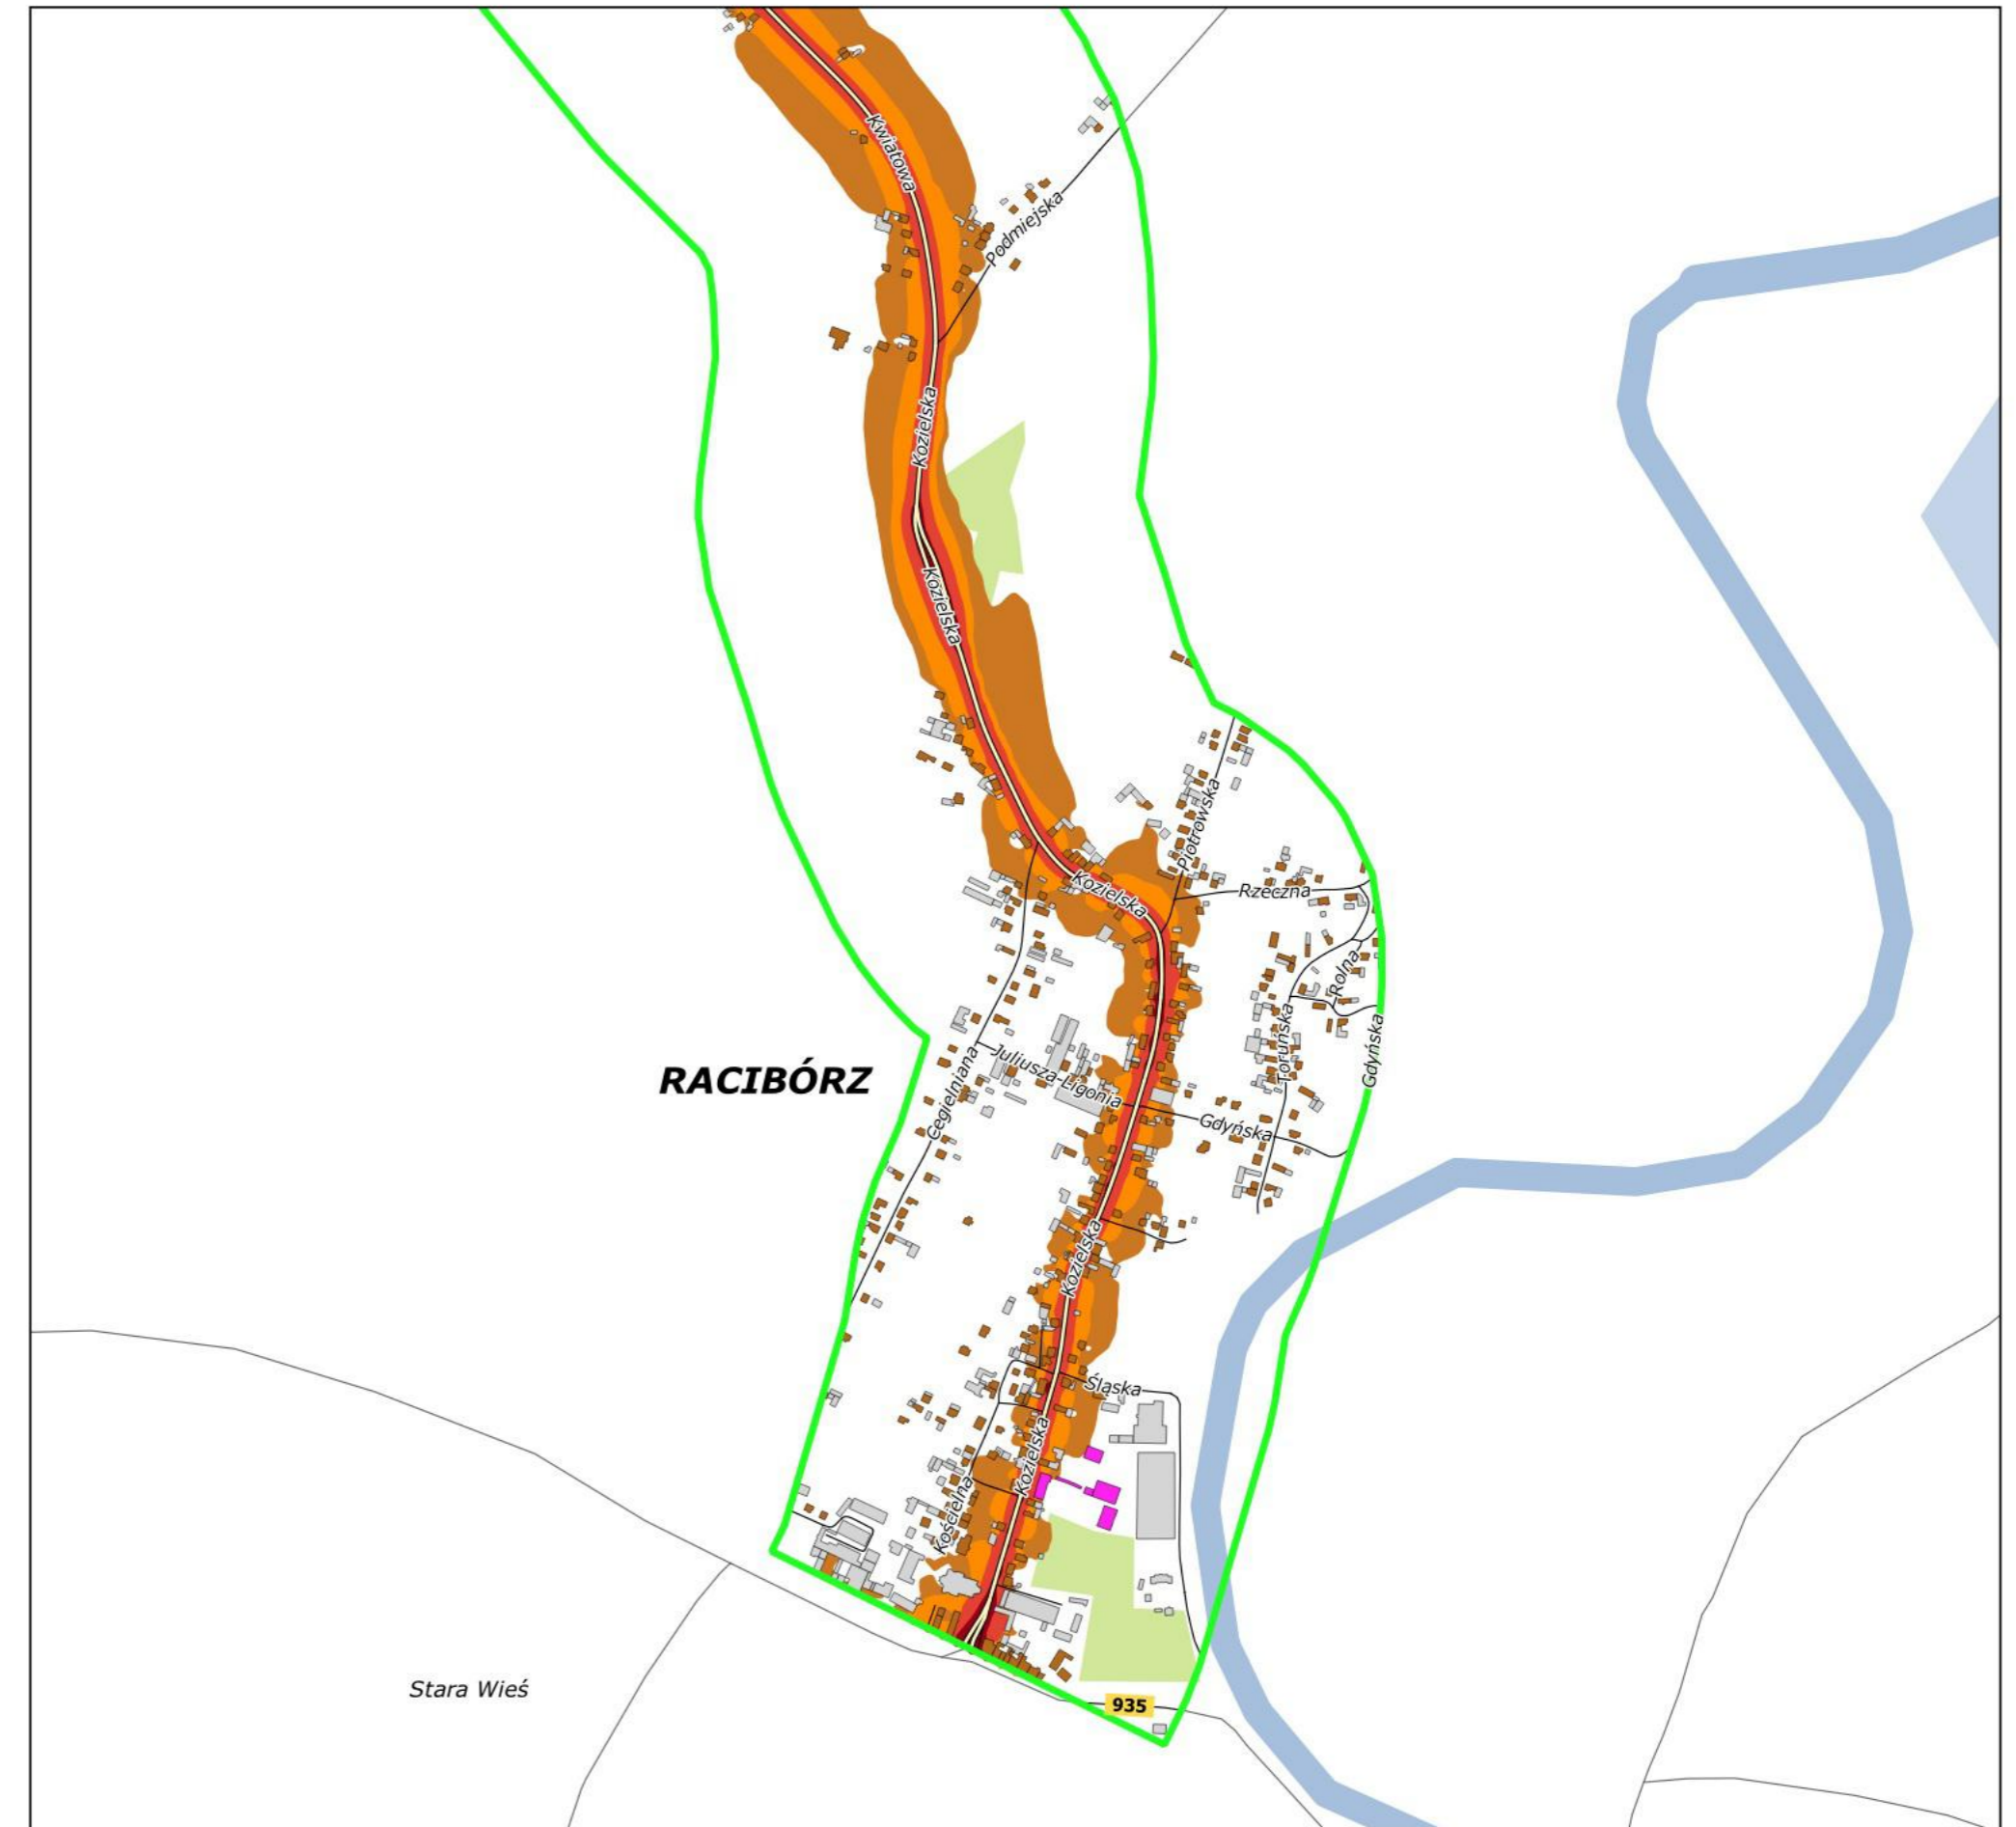 Kwiatowa
Podmiejska
Kozielska
Kozielska
Piotrowska
Kozielska
Rzeczna
Rolna
Toruńska
Gdyńska
Juliusza-Ligonia
RACIBÓRZ
Cegielniana
Gdyńska
Kozielska
Śląska
Kozielska
Kościelna
Stara Wieś
935